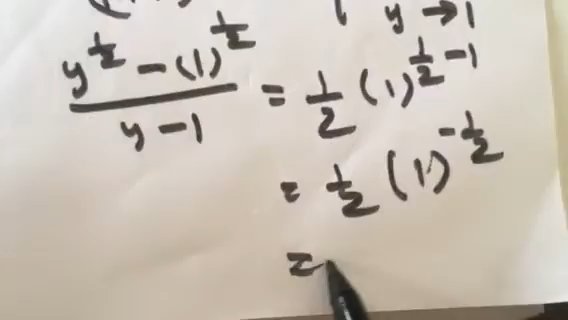 y → 1
y^{1/2} - (1)^{1/2} / y - 1 = 1/2 (1)^{1/2 - 1}
= 1/2 (1)^{-1/2}
=